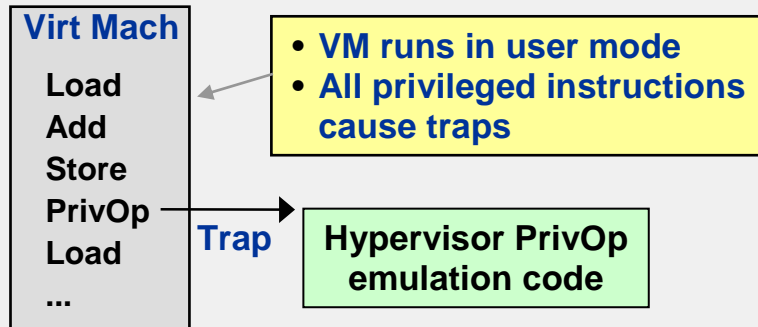 Virt Mach
Load
Add
Store
PrivOp
Load
...
• VM runs in user mode
• All privileged instructions
cause traps
Trap
Hypervisor PrivOp
emulation code